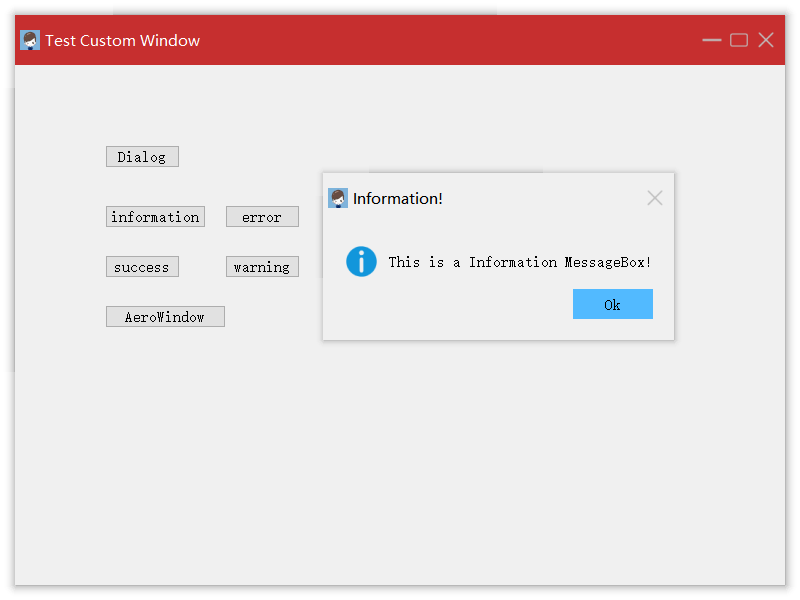 Test Custom Window
Dialog
information
error
success
warning
AeroWindow
Information!
This is a Information MessageBox!
Ok